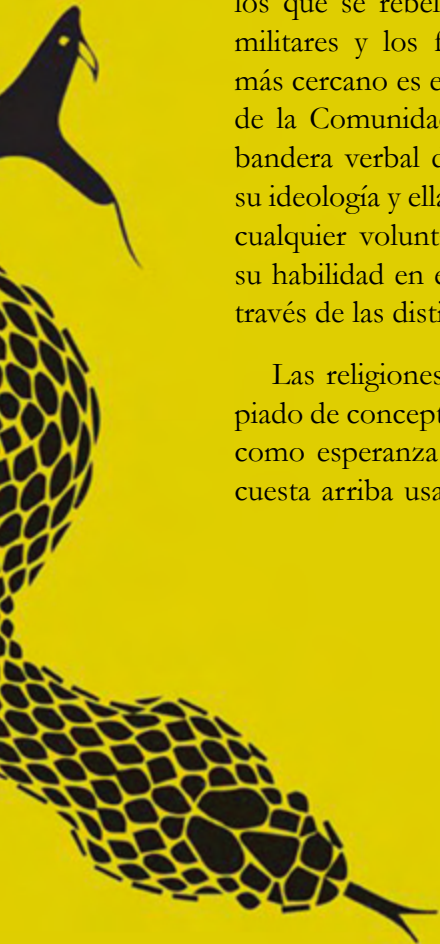 los que se rebel
militares y los f
más cercano es e
de la Comunida
bandera verbal
su ideología y ella
cualquier volunt
su habilidad en e
través de las disti
Las religiones
piado de concept
como esperanza
cuesta arriba usa